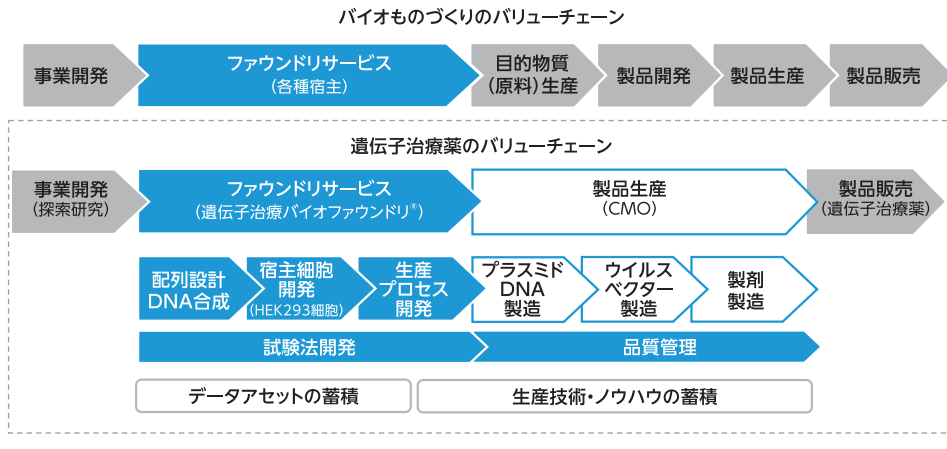 バイオものづくりのバリューチェーン
事業開発
ファウンドリサービス
(各種宿主)
目的物質
(原料)生産
製品開発
製品生産
製品販売
遺伝子治療薬のバリューチェーン
事業開発
(探索研究)
ファウンドリサービス
(遺伝子治療バイオファウンドリ®)
製品生産
(CMO)
製品販売
(遺伝子治療薬)
配列設計
DNA合成
宿主細胞
開発
(HEK293細胞)
生産
プロセス
開発
プラスミド
DNA
製造
ウイルス
ベクター
製造
製剤
製造
試験法開発
品質管理
データアセットの蓄積
生産技術・ノウハウの蓄積